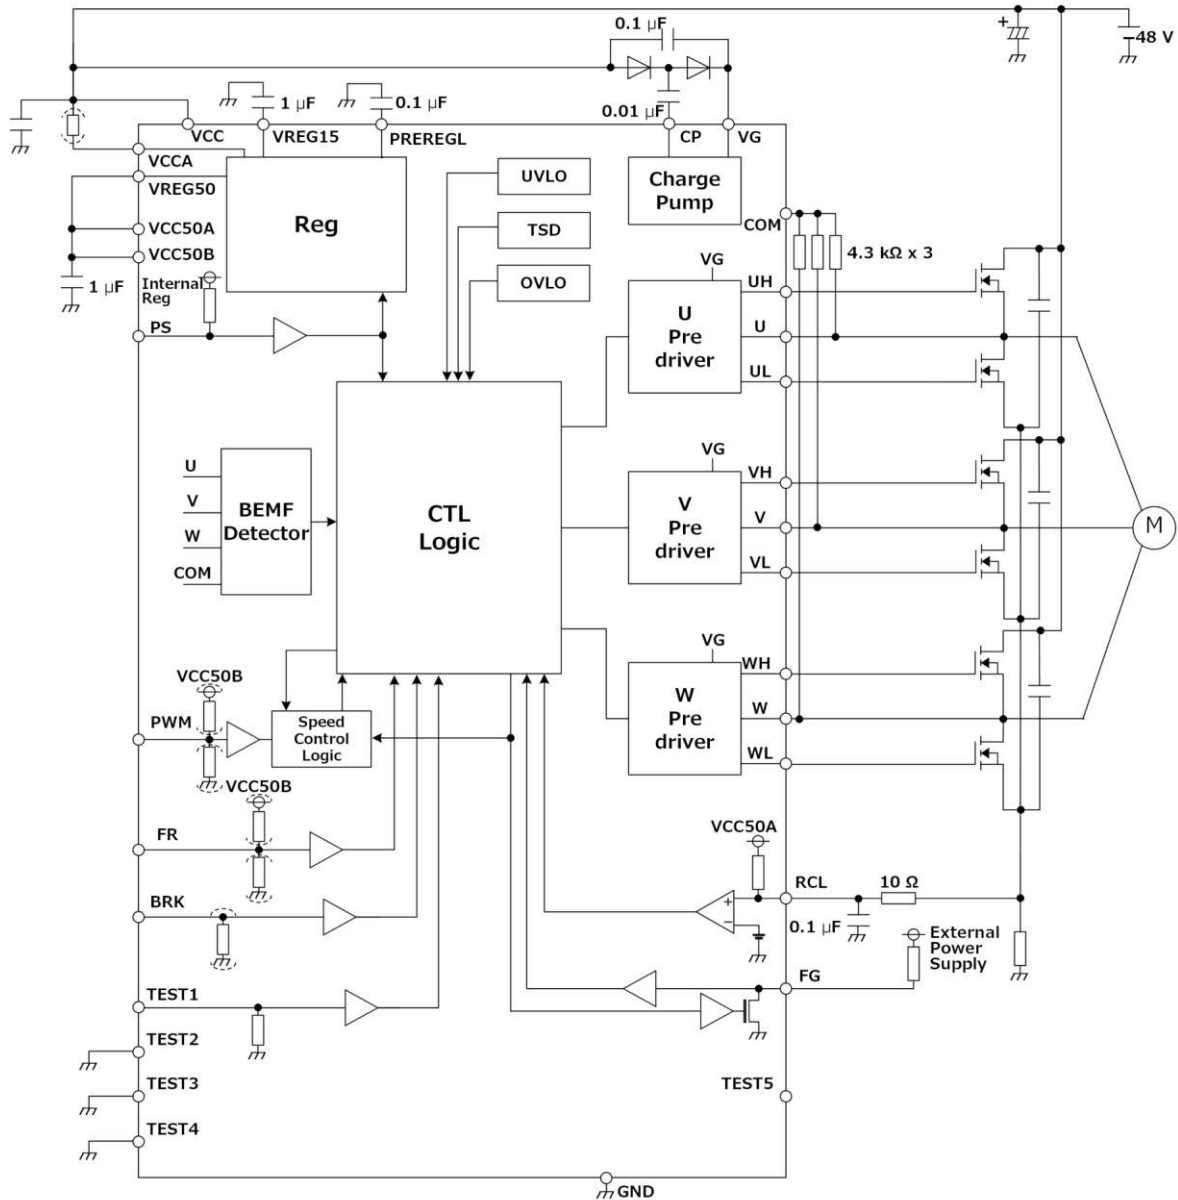 0.1 μF
+
48 V
1 μF
0.1 μF
0.01 μF
VCC
VREG15
PREREGL
CP
VG
VCCA
VREG50
VCC50A
VCC50B
1 μF
Internal
Reg
PS
Reg
UVLO
TSD
OVLO
Charge
Pump
COM
4.3 kΩ x 3
VG
UH
U
UL
U
Pre
driver
U
V
W
COM
BEMF
Detector
CTL
Logic
VG
VH
V
VL
V
Pre
driver
M
VG
WH
W
WL
W
Pre
driver
VCC50B
PWM
Speed
Control
Logic
VCC50B
FR
BRK
VCC50A
+
−
RCL
10 Ω
0.1 μF
External
Power
Supply
FG
TEST1
TEST2
TEST3
TEST4
TEST5
GND